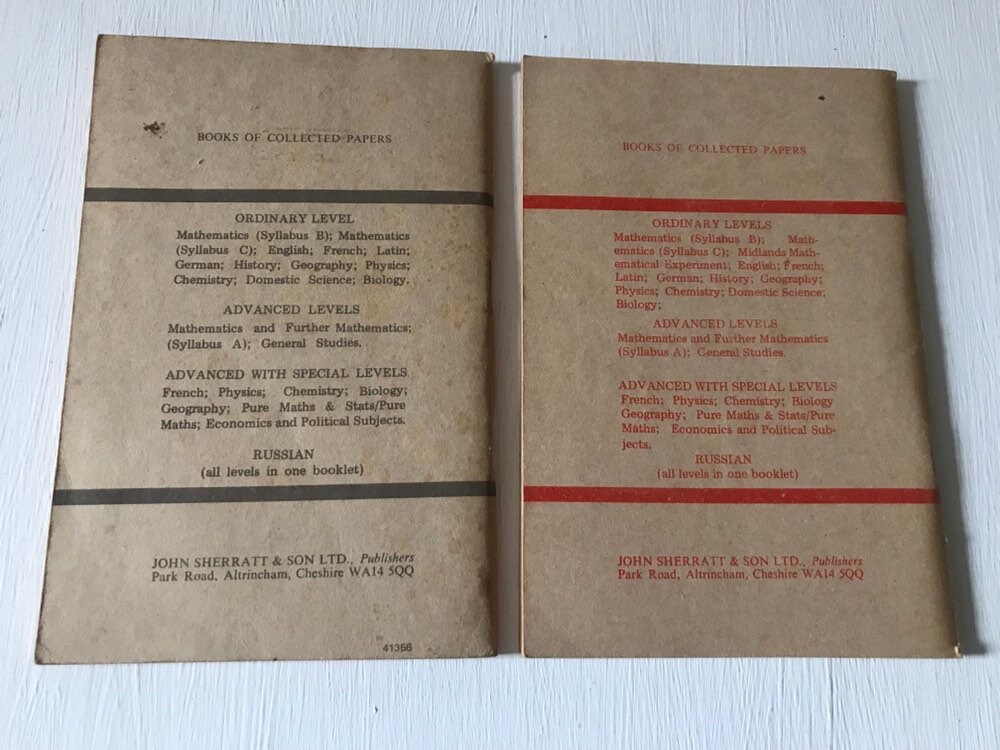 BOOKS OF COLLECTED PAPERS
ORDINARY LEVEL
Mathematics (Syllabus B); Mathematics
(Syllabus C); English; French; Latin;
German; History; Geography; Physics;
Chemistry; Domestic Science; Biology.
ADVANCED LEVELS
Mathematics and Further Mathematics;
(Syllabus A); General Studies.
ADVANCED WITH SPECIAL LEVELS
French; Physics; Chemistry; Biology;
Geography; Pure Maths & Stats/Pure
Maths; Economics and Political Subjects.
RUSSIAN
(all levels in one booklet)
JOHN SHERRATT & SON LTD., Publishers
Park Road, Altrincham, Cheshire WA14 5QQ
41356
BOOKS OF COLLECTED PAPERS
ORDINARY LEVELS
Mathematics (Syllabus B); Math-
ematics (Syllabus C); Midlands Math-
ematical Experiment; English; French;
Latin; German; History; Geography;
Physics; Chemistry; Domestic Science;
Biology;
ADVANCED LEVELS
Mathematics and Further Mathematics
(Syllabus A); General Studies.
ADVANCED WITH SPECIAL LEVELS
French; Physics; Chemistry; Biology
Geography; Pure Maths & Stats/Pure
Maths; Economics and Political Sub-
jects.
RUSSIAN
(all levels in one booklet)
JOHN SHERRATT & SON LTD., Publishers
Park Road, Altrincham, Cheshire WA14 5QQ